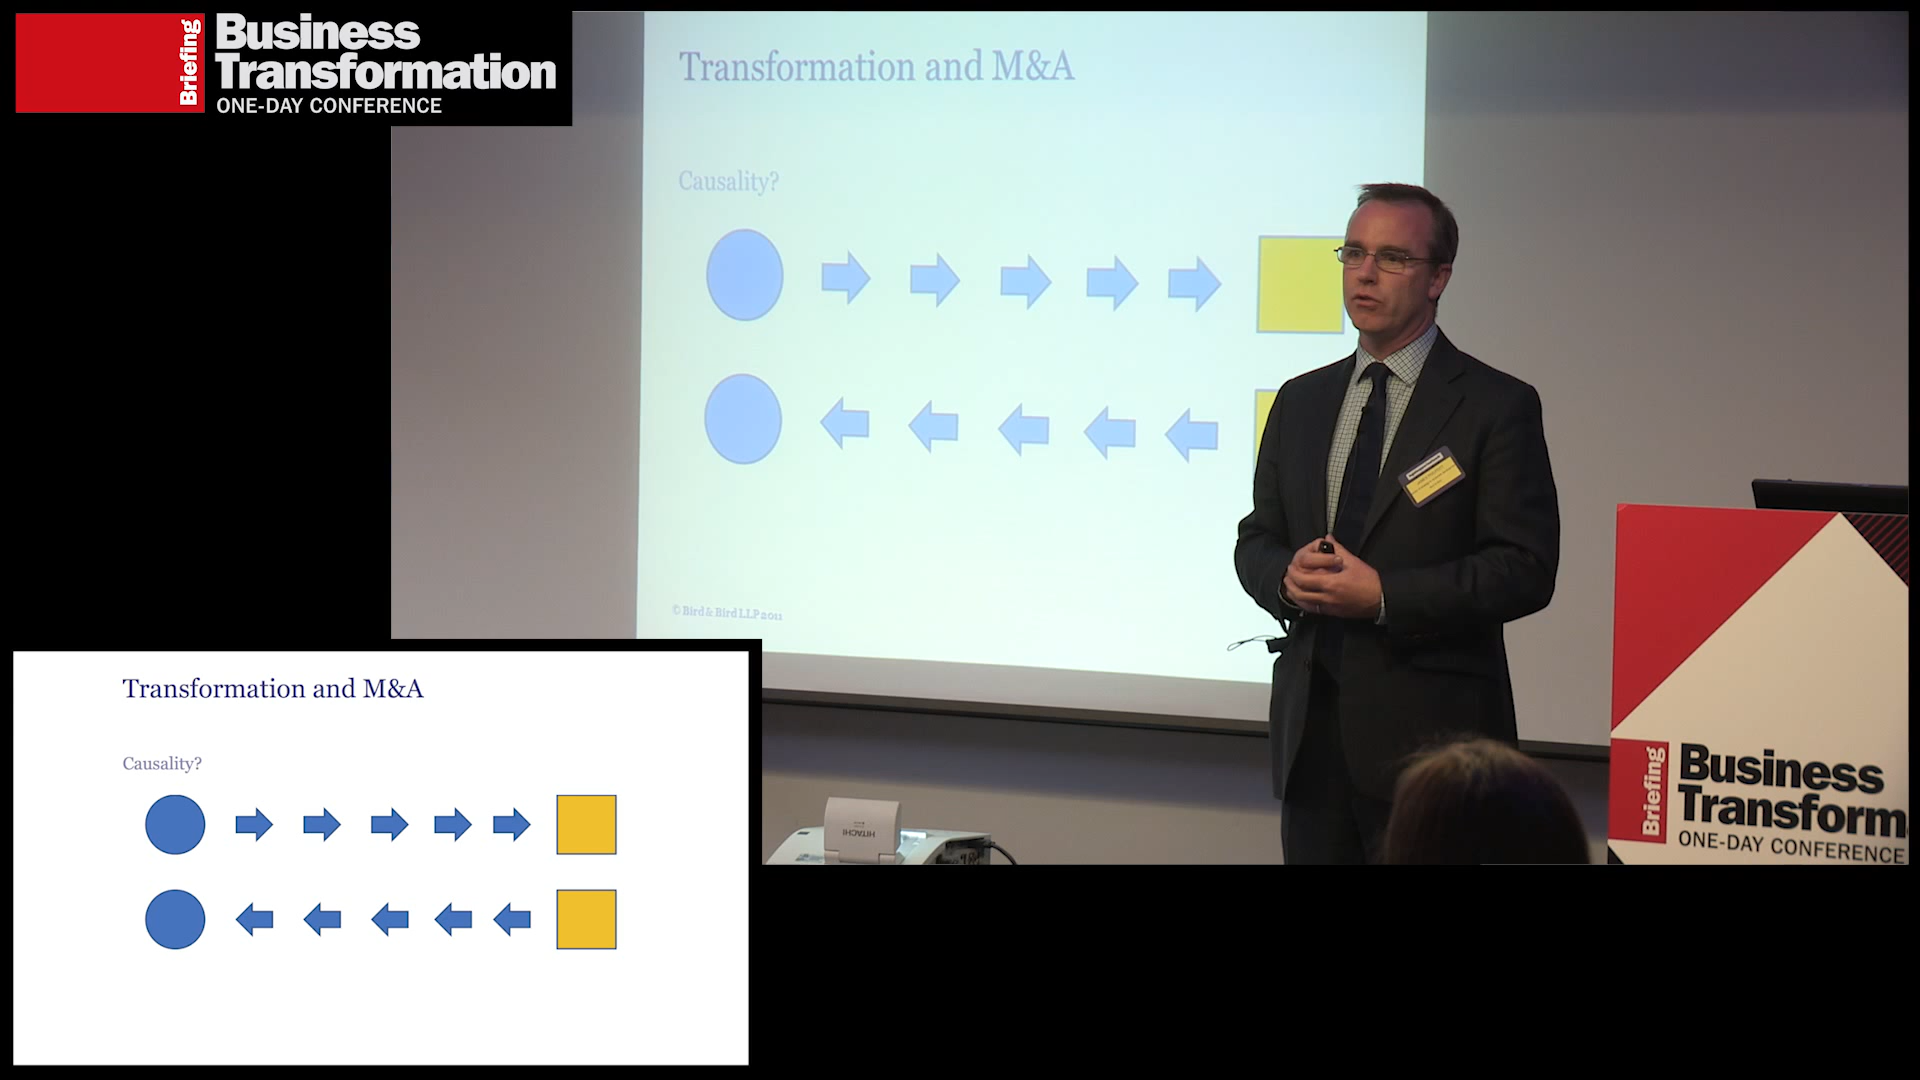 Briefing
Business
Transformation
ONE-DAY CONFERENCE
Transformation and M&A
Causality?
© Bird & Bird LLP 2011
HITACHI
Briefing
Business
Transform
ONE-DAY CONFERENCE
Transformation and M&A
Causality?